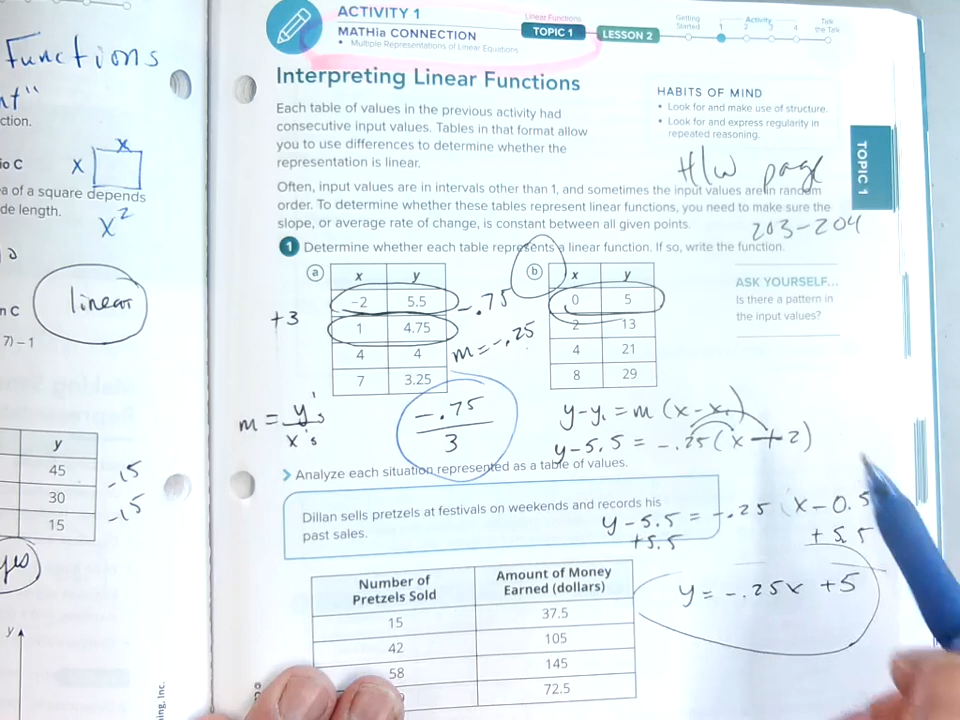 Functions
nt"
ction.
io C
x
x
a of a square depends
de length.
x²
n C
linear
7) – 1
y
45
30
15
-15
-15
yes
y
ACTIVITY 1
MATHia CONNECTION
• Multiple Representations of Linear Equations
Linear Functions
TOPIC 1
LESSON 2
Getting Started
1
Activity
2
3
4
Talk the Talk
Interpreting Linear Functions
Each table of values in the previous activity had
consecutive input values. Tables in that format allow
you to use differences to determine whether the
representation is linear.
HABITS OF MIND
• Look for and make use of structure.
• Look for and express regularity in
repeated reasoning.
TOPIC 1
H/w page
203-204
Often, input values are in intervals other than 1, and sometimes the input values are in random
order. To determine whether these tables represent linear functions, you need to make sure the
slope, or average rate of change, is constant between all given points.
1 Determine whether each table represents a linear function. If so, write the function.
a
x y
-2 5.5
1 4.75
4 4
7 3.25
+3
-.75
m=-.25
b
x y
0 5
2 13
4 21
8 29
ASK YOURSELF...
Is there a pattern in
the input values?
m = y's
x's
-.75
3
y-y₁ = m(x-x₁)
y-5.5 = -.25(x+2)
Analyze each situation represented as a table of values.
Dillan sells pretzels at festivals on weekends and records his
past sales.
y-5.5 = -.25x-0.5
+5.5 +5.5
y= -.25x +5
Number of Pretzels Sold Amount of Money Earned (dollars)
15 37.5
42 105
58 145
72.5
ning, Inc.